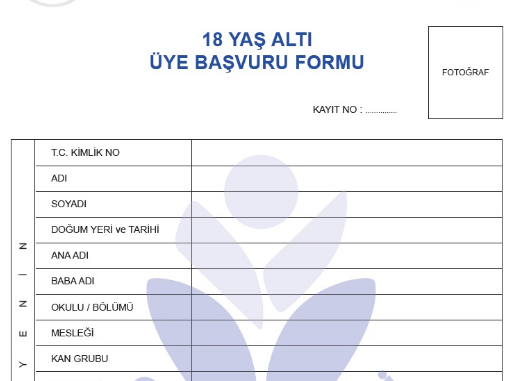 18 YAŞ ALTI
ÜYE BAŞVURU FORMU
FOTOĞRAF
KAYIT NO : ..............
T.C. KİMLİK NO
ADI
SOYADI
DOĞUM YERİ ve TARİHİ
ANA ADI
BABA ADI
OKULU / BÖLÜMÜ
MESLEĞİ
KAN GRUBU
Y E N İ N